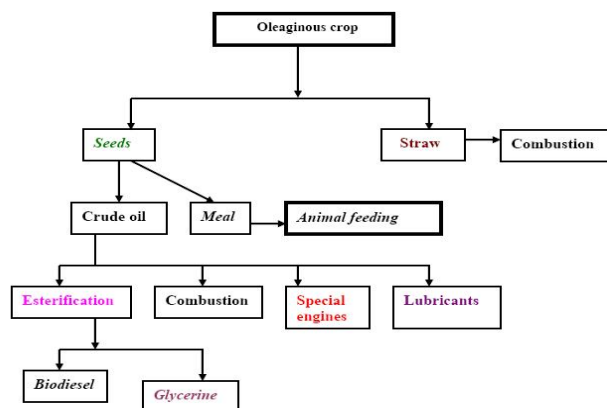 Oleaginous crop
Seeds
Straw
Combustion
Crude oil
Meal
Animal feeding
Esterification
Combustion
Special
engines
Lubricants
Biodiesel
Glycerine